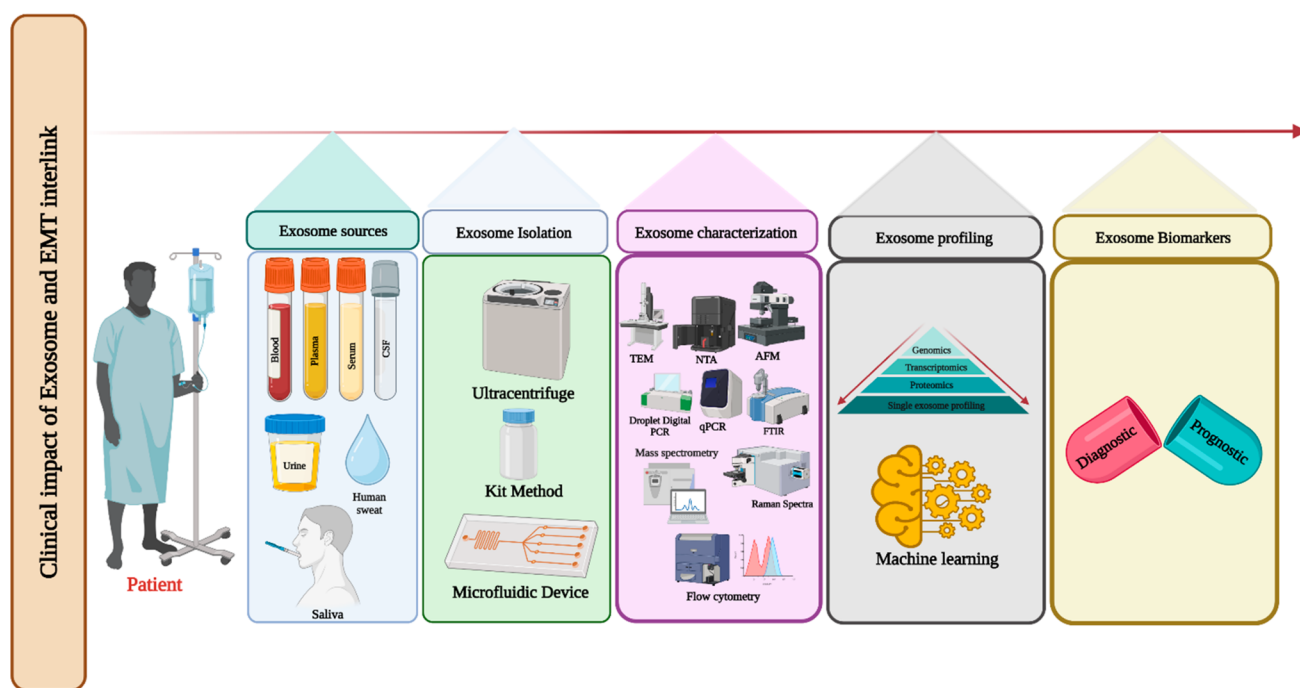 Clinical impact of Exosome and EMT interlink
Patient
Exosome sources
Blood
Plasma
Serum
CSF
Urine
Human
sweat
Saliva
Exosome Isolation
Ultracentrifuge
Kit Method
Microfluidic Device
Exosome characterization
TEM
NTA
AFM
Droplet Digital
PCR
qPCR
FTIR
Mass spectrometry
Raman Spectra
Flow cytometry
Exosome profiling
Genomics
Transcriptomics
Proteomics
Single exosome profiling
Machine learning
Exosome Biomarkers
Diagnostic
Prognostic